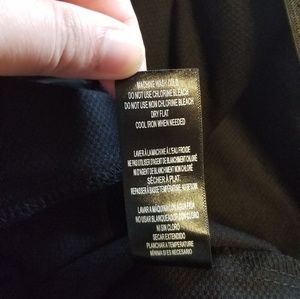 MACHINE WASH COLD
DO NOT USE CHLORINE BLEACH
DO NOT USE NON CHLORINE BLEACH
DRY FLAT
COOL IRON WHEN NEEDED
LAVER À LA MACHINE À L'EAU FROIDE
NE PAS UTILISER D'AGENT DE BLANCHIMENT CHLORÉ
NI D'AGENT DE BLANCHIMENT NON CHLORÉ
SÉCHER À PLAT
REPASSER À BASSE TEMPÉRATURE, AU BESOIN
LAVAR A MÁQUINA CON AGUA FRIA
NO USAR BLANQUEADOR CON CLORO
NI SIN CLORO
SECAR EXTENDIDO
PLANCHAR A TEMPERATURE
MÍNIMA SI ES NECESARIO